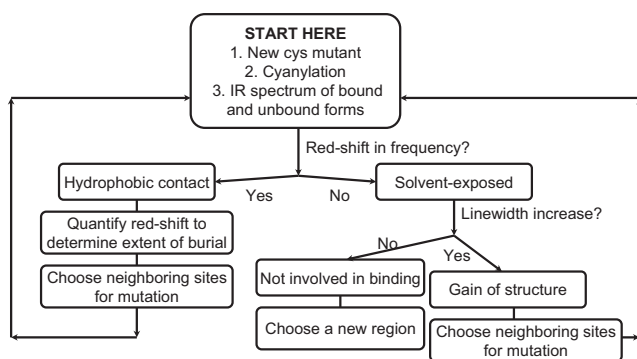 START HERE
1. New cys mutant
2. Cyanylation
3. IR spectrum of bound
and unbound forms
Red-shift in frequency?
Yes
No
Hydrophobic contact
Solvent-exposed
Quantify red-shift to
determine extent of burial
Linewidth increase?
Choose neighboring sites
for mutation
No
Yes
Not involved in binding
Gain of structure
Choose a new region
Choose neighboring sites
for mutation